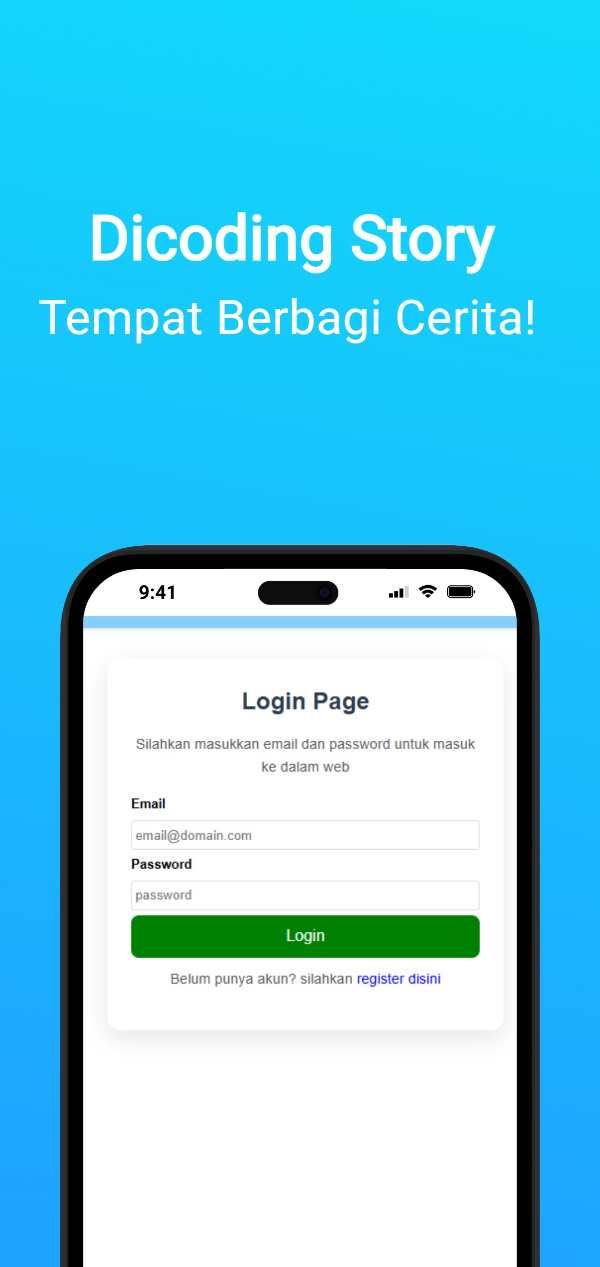 Dicoding Story
Tempat Berbagi Cerita!
9:41
Login Page
Silahkan masukkan email dan password untuk masuk
ke dalam web
Email
email@domain.com
Password
password
Login
Belum punya akun? silahkan register disini